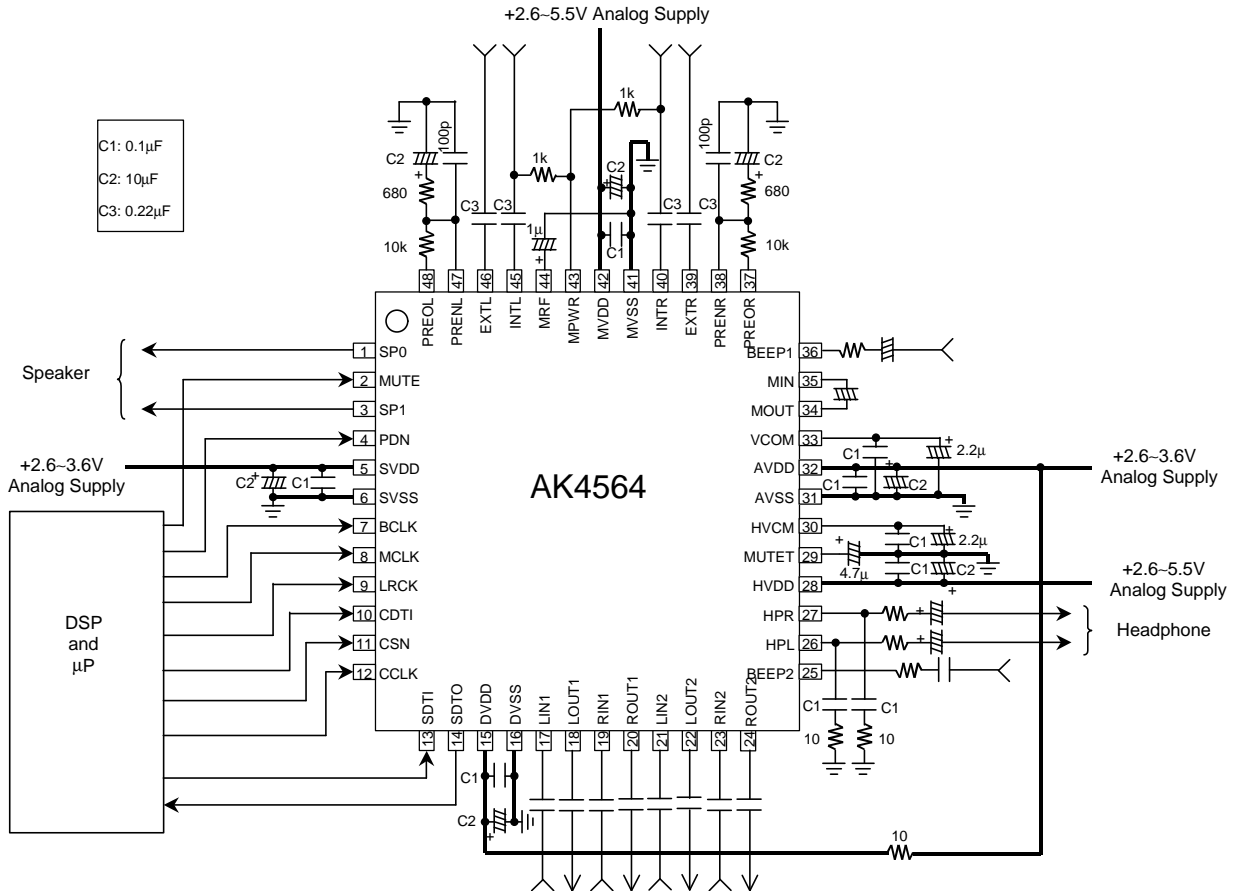 +2.6~5.5V Analog Supply
C1: 0.1µF
C2: 10µF
C3: 0.22µF
1k
100p
C2
+
680
10k
1k
C3
C3
1µ
+
C2
+
C1
C3
C3
100p
C2
+
680
10k
48
47
46
45
44
43
42
41
40
39
38
37
PREOL
PRENL
EXTL
INTL
MRF
MPWR
MVDD
MVSS
INTR
EXTR
PRENR
PREOR
Speaker
1 SP0
2 MUTE
3 SP1
4 PDN
5 SVDD
6 SVSS
7 BCLK
8 MCLK
9 LRCK
10 CDTI
11 CSN
12 CCLK
+2.6~3.6V
Analog Supply
C2
+
C1
DSP
and
µP
AK4564
BEEP1 36
MIN 35
MOUT 34
VCOM 33
AVDD 32
AVSS 31
HVCM 30
MUTET 29
HVDD 28
HPR 27
HPL 26
BEEP2 25
C1
+
2.2µ
C1
+
C2
+2.6~3.6V
Analog Supply
C1
+
2.2µ
+
4.7µ
C1
C2
+
+2.6~5.5V
Analog Supply
+
+
Headphone
C1
C1
10
10
SDTI
SDTO
DVDD
DVSS
LIN1
LOUT1
RIN1
ROUT1
LIN2
LOUT2
RIN2
ROUT2
13
14
15
16
17
18
19
20
21
22
23
24
C1
C2
+
10